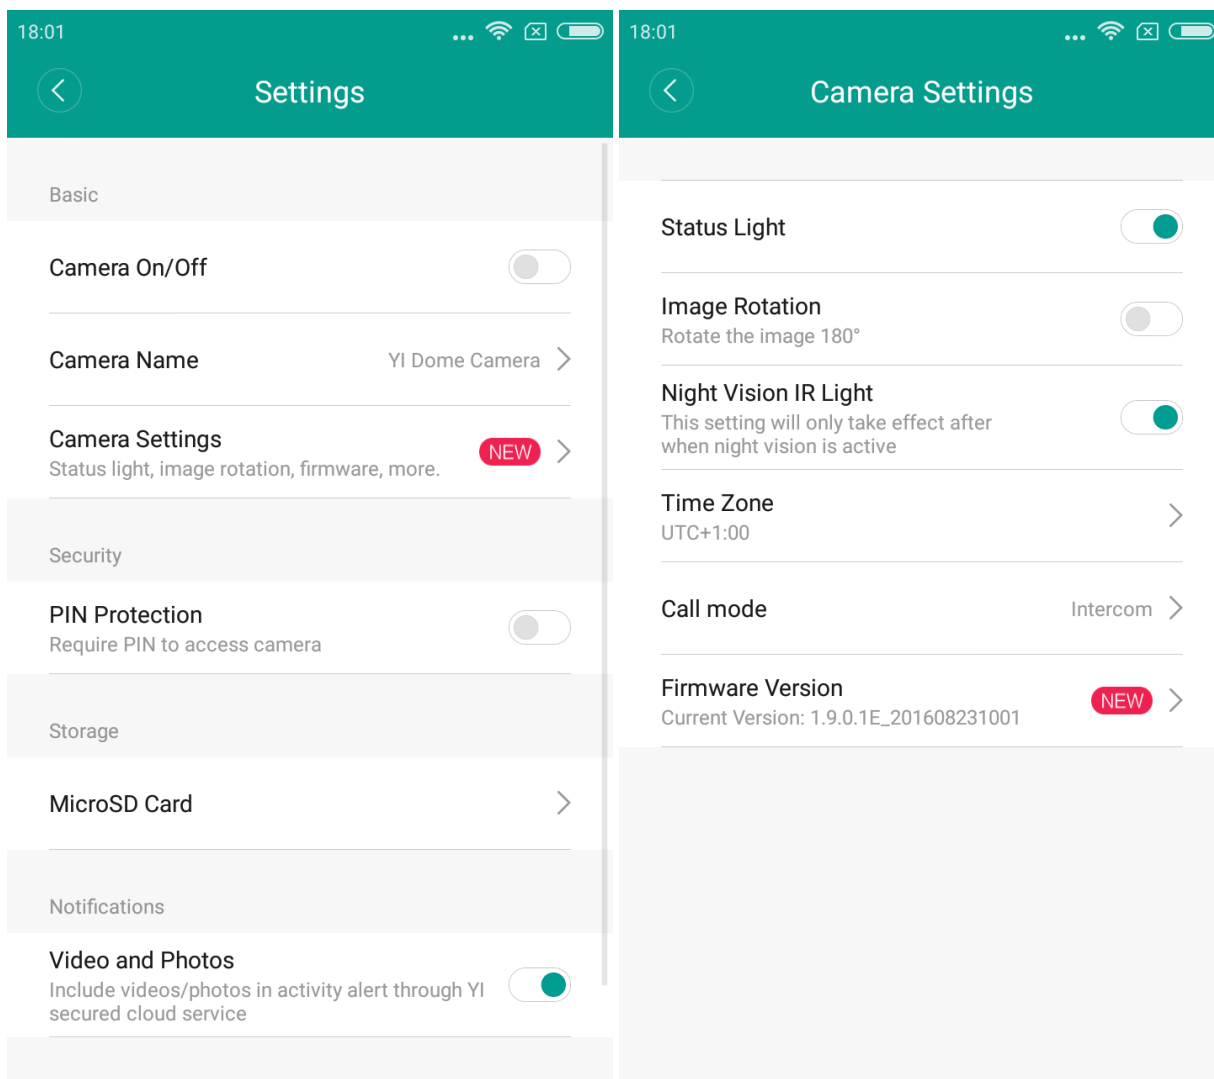 18:01
Settings
Basic
Camera On/Off
Camera Name
YI Dome Camera
Camera Settings
Status light, image rotation, firmware, more.
NEW
Security
PIN Protection
Require PIN to access camera
Storage
MicroSD Card
Notifications
Video and Photos
Include videos/photos in activity alert through YI
secured cloud service
18:01
Camera Settings
Status Light
Image Rotation
Rotate the image 180°
Night Vision IR Light
This setting will only take effect after
when night vision is active
Time Zone
UTC+1:00
Call mode
Intercom
Firmware Version
Current Version: 1.9.0.1E_201608231001
NEW